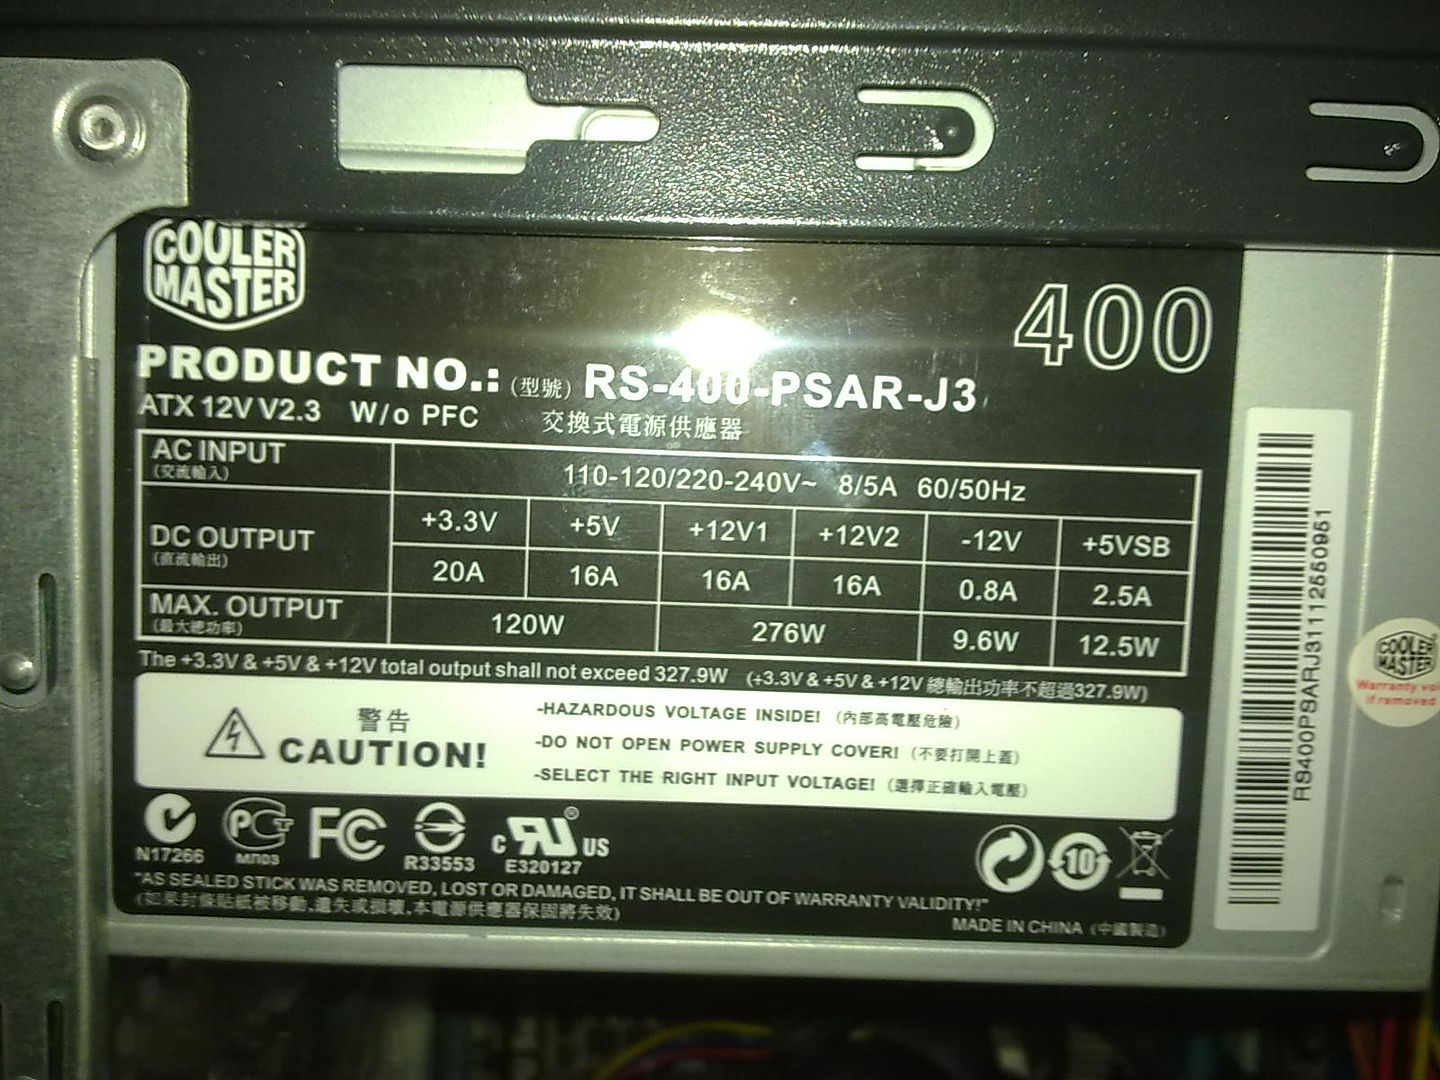 COOLER
MASTER
400
PRODUCT NO.: (型號) RS-400-PSAR-J3
ATX 12V V2.3 W/o PFC 交換式電源供應器
AC INPUT 110-120/220-240V~ 8/5A 60/50Hz
(交流輸入)
DC OUTPUT +3.3V +5V +12V1 +12V2 -12V +5VSB
(直流輸出) 20A 16A 16A 16A 0.8A 2.5A
MAX. OUTPUT 120W 276W 9.6W 12.5W
(最大總功率)
The +3.3V & +5V & +12V total output shall not exceed 327.9W (+3.3V & +5V & +12V 總輸出功率不超過327.9W)
警告
CAUTION!
-HAZARDOUS VOLTAGE INSIDE! (內部高電壓危險)
-DO NOT OPEN POWER SUPPLY COVER! (不要打開上蓋)
-SELECT THE RIGHT INPUT VOLTAGE! (選擇正確輸入電壓)
N17266
PCT
МЛ03
FC
R33553
c RU® US
E320127
10
"AS SEALED STICK WAS REMOVED, LOST OR DAMAGED, IT SHALL BE OUT OF WARRANTY VALIDITY!"
(如果封條貼紙被移動,遺失或損壞,本電源供應器保固將失效)
MADE IN CHINA (中國製造)
RS400PSARJ31112550951
COOLER
MASTER
Warranty voi
if removed